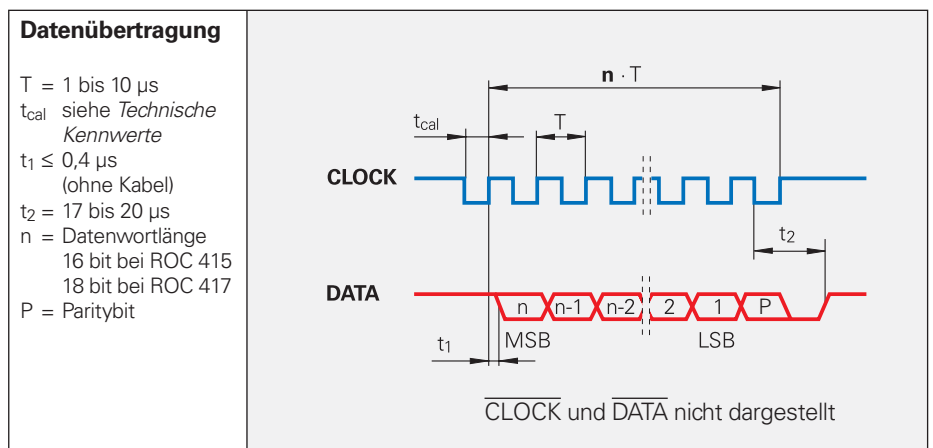 Datenübertragung
T = 1 bis 10 µs
tcal siehe Technische
Kennwerte
t1 ≤ 0,4 µs
(ohne Kabel)
t2 = 17 bis 20 µs
n = Datenwortlänge
16 bit bei ROC 415
18 bit bei ROC 417
P = Paritybit
n · T
tcal T
CLOCK
t2
DATA
n n-1 n-2 2 1 P
t1 MSB LSB
CLOCK und DATA nicht dargestellt